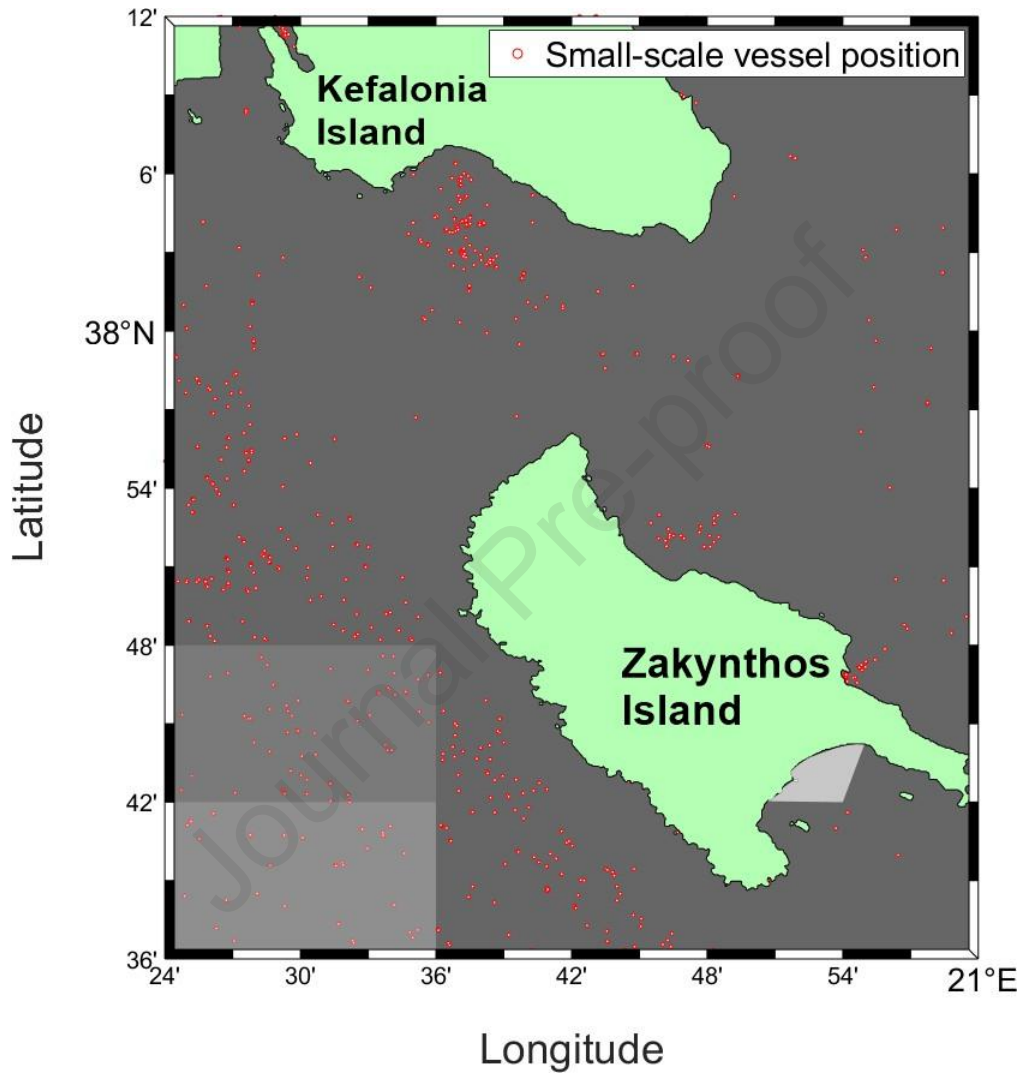 12'
Small-scale vessel position
Kefalonia
Island
6'
38°N
54'
48'
Zakynthos
Island
42'
36'
24' 30' 36' 42' 48' 54' 21°E
Latitude
Longitude
Journal Pre-proof